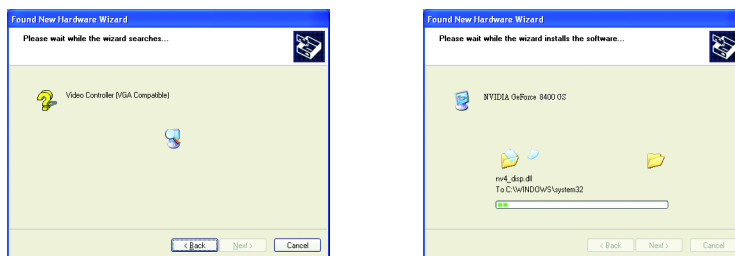 Found New Hardware Wizard
Please wait while the wizard searches...
Video Controller (VGA Compatible)
< Back
Next >
Cancel
Found New Hardware Wizard
Please wait while the wizard installs the software...
NVIDIA GeForce 8400 GS
nv4_disp.dll
To C:\WINDOWS\system32
< Back
Next >
Cancel